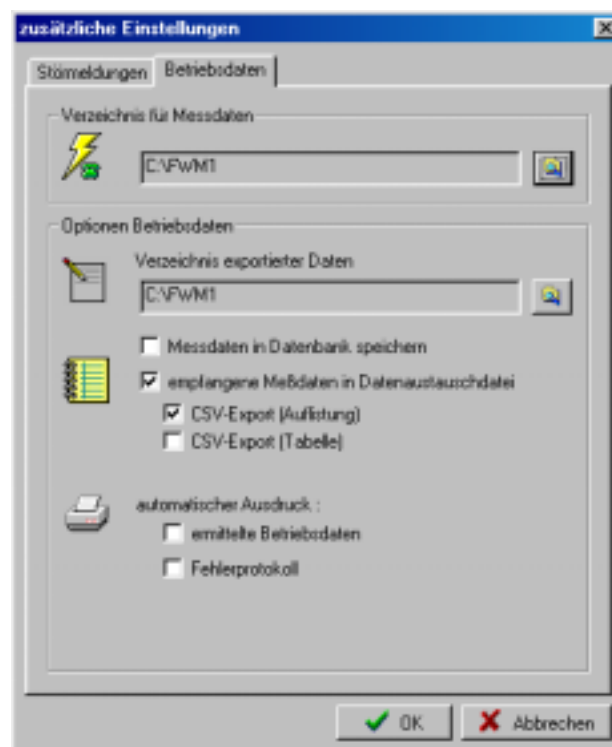 zusätzliche Einstellungen
Störmeldungen
Betriebsdaten
Verzeichnis für Messdaten
C:\FWM1
Optionen Betriebsdaten
Verzeichnis exportierter Daten
C:\FWM1
Messdaten in Datenbank speichern
empfangene Meßdaten in Datenaustauschdatei
CSV-Export (Auflistung)
CSV-Export (Tabelle)
automatischer Ausdruck :
ermittelte Betriebsdaten
Fehlerprotokoll
OK
Abbrechen